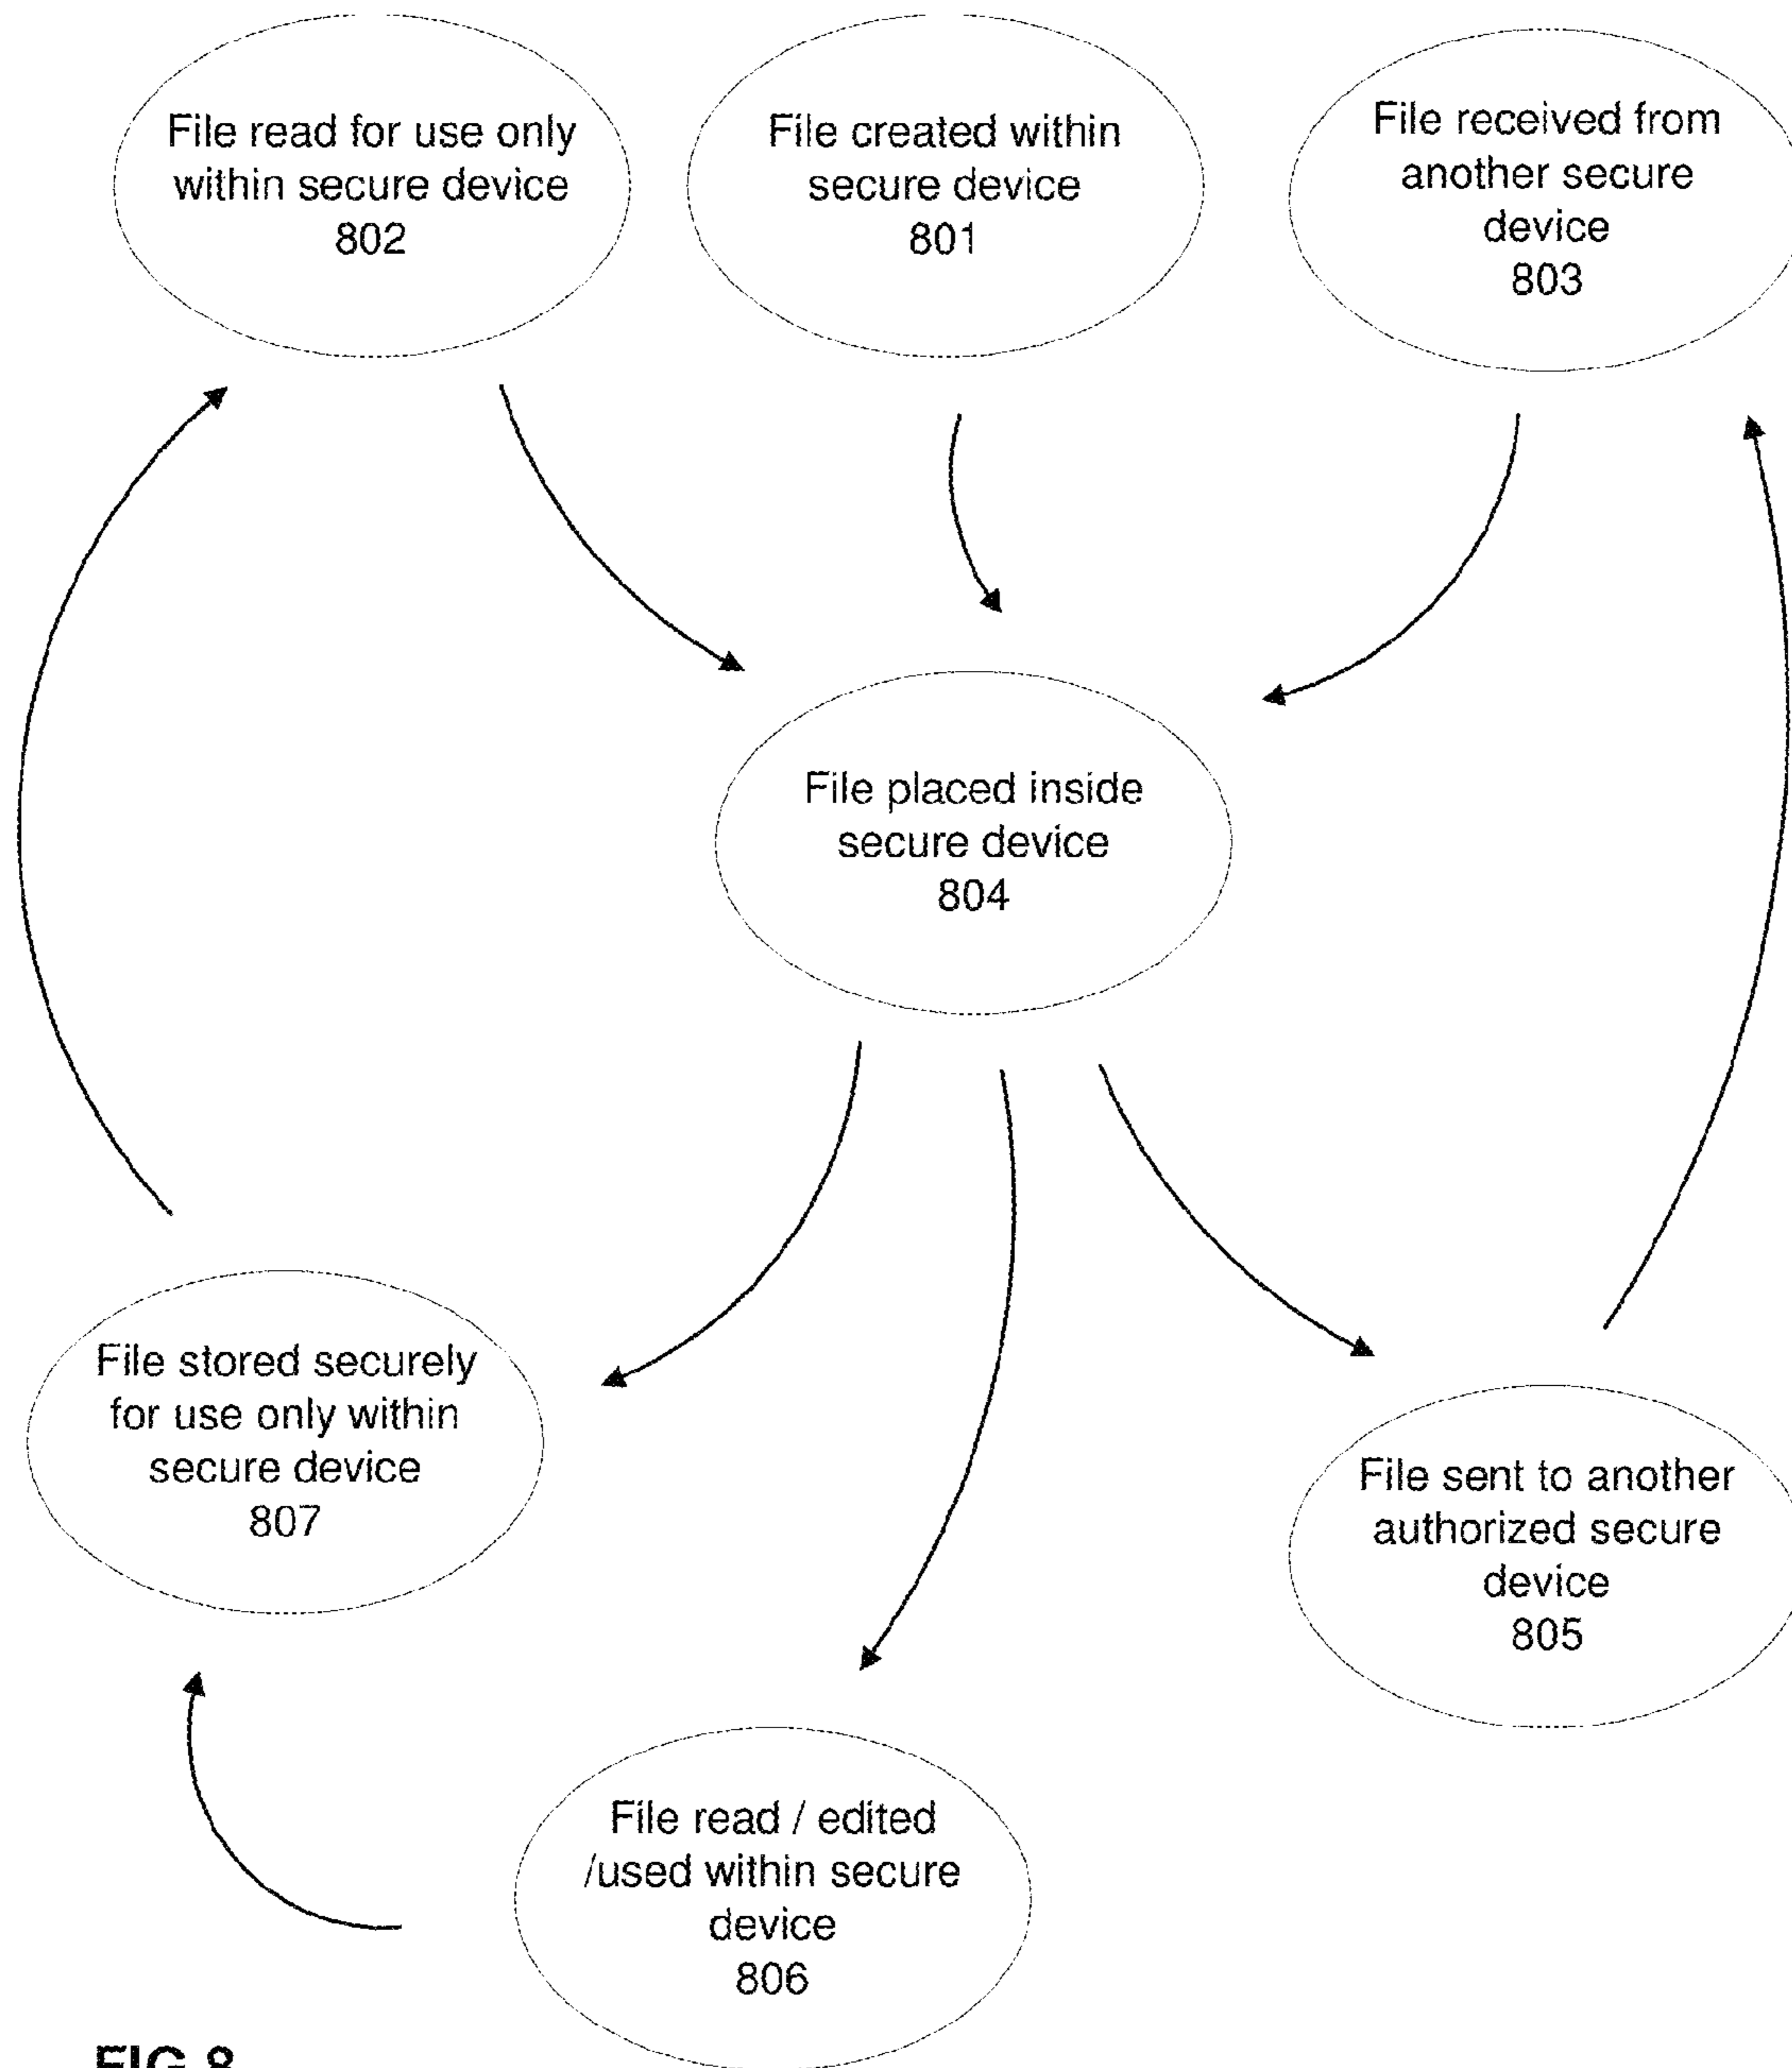 File read for use only
within secure device
802
File created within
secure device
801
File received from
another secure
device
803
File placed inside
secure device
804
File stored securely
for use only within
secure device
807
File sent to another
authorized secure
device
805
File read / edited
/used within secure
device
806
FIG 8